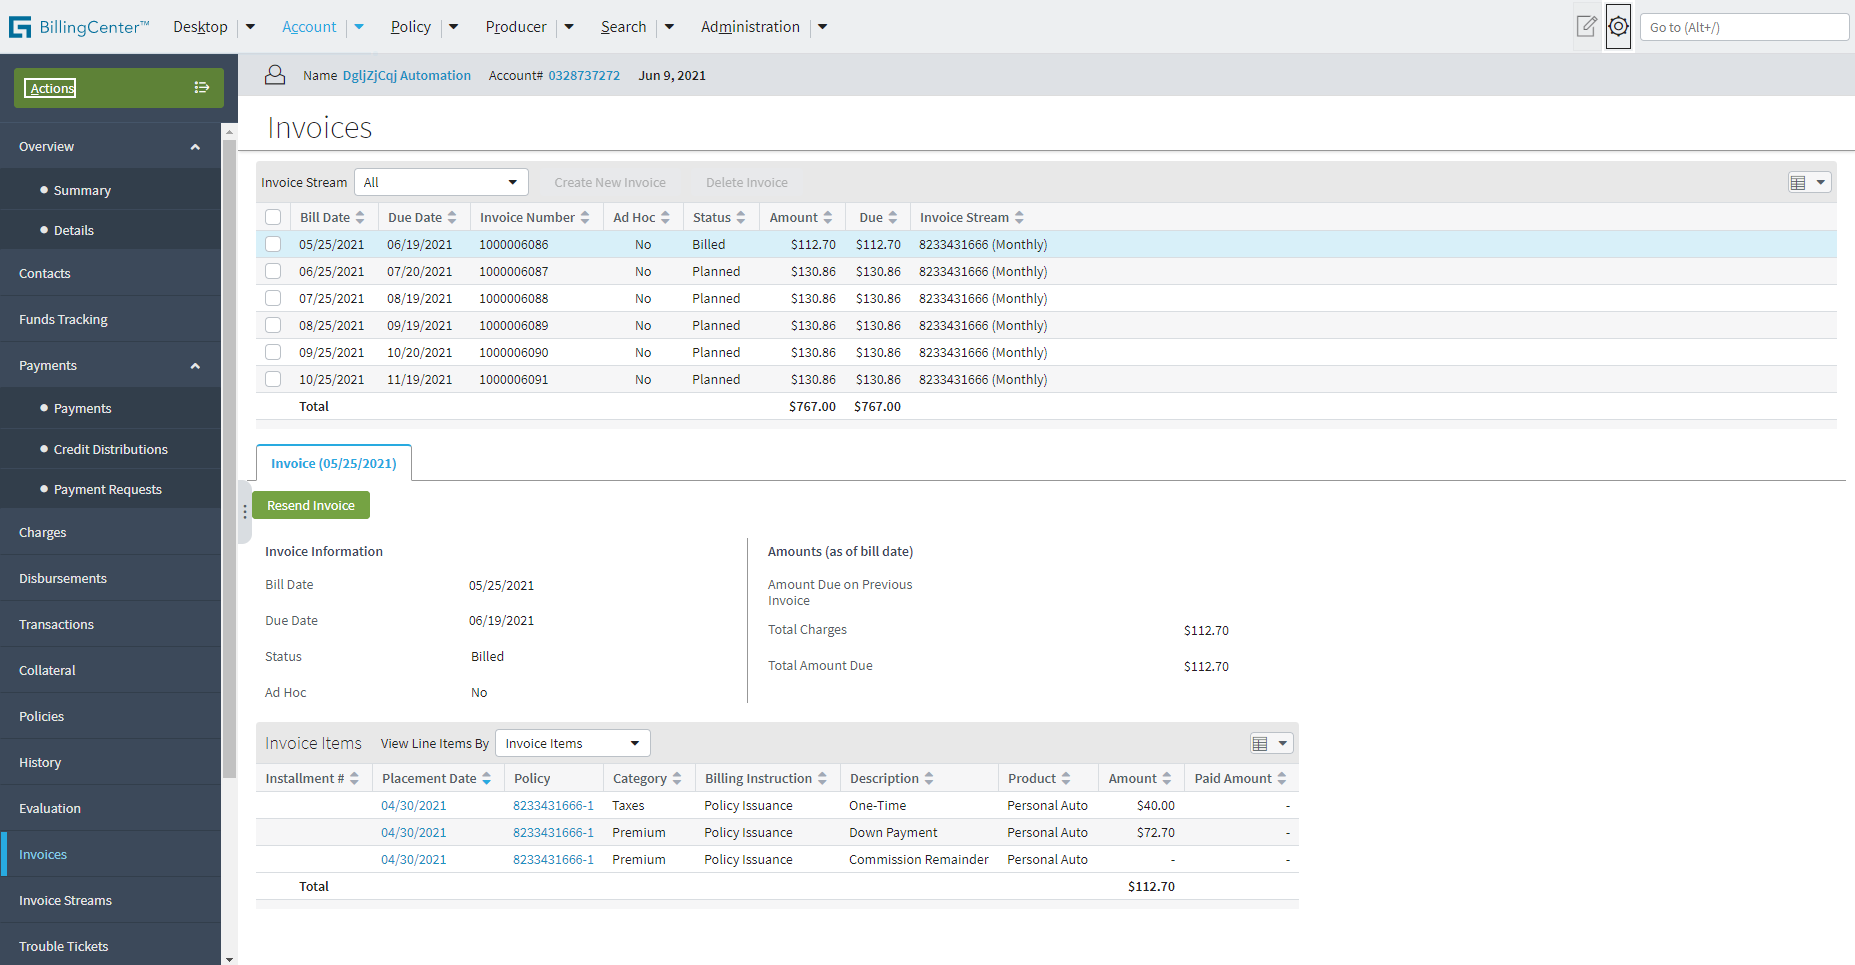 BillingCenter™ Desktop Account Policy Producer Search Administration Go to (Alt+/)
Actions
Name DgljZjCqj Automation Account# 0328737272 Jun 9, 2021
Overview
Summary
Details
Contacts
Funds Tracking
Payments
Payments
Credit Distributions
Payment Requests
Charges
Disbursements
Transactions
Collateral
Policies
History
Evaluation
Invoices
Invoice Streams
Trouble Tickets
Invoices
Invoice Stream All Create New Invoice Delete Invoice
Bill Date Due Date Invoice Number Ad Hoc Status Amount Due Invoice Stream
05/25/2021 06/19/2021 1000006086 No Billed $112.70 $112.70 8233431666 (Monthly)
06/25/2021 07/20/2021 1000006087 No Planned $130.86 $130.86 8233431666 (Monthly)
07/25/2021 08/19/2021 1000006088 No Planned $130.86 $130.86 8233431666 (Monthly)
08/25/2021 09/19/2021 1000006089 No Planned $130.86 $130.86 8233431666 (Monthly)
09/25/2021 10/20/2021 1000006090 No Planned $130.86 $130.86 8233431666 (Monthly)
10/25/2021 11/19/2021 1000006091 No Planned $130.86 $130.86 8233431666 (Monthly)
Total $767.00 $767.00
Invoice (05/25/2021)
Resend Invoice
Invoice Information
Bill Date 05/25/2021
Due Date 06/19/2021
Status Billed
Ad Hoc No
Amounts (as of bill date)
Amount Due on Previous
Invoice
Total Charges $112.70
Total Amount Due $112.70
Invoice Items View Line Items By Invoice Items
Installment # Placement Date Policy Category Billing Instruction Description Product Amount Paid Amount
04/30/2021 8233431666-1 Taxes Policy Issuance One-Time Personal Auto $40.00 -
04/30/2021 8233431666-1 Premium Policy Issuance Down Payment Personal Auto $72.70 -
04/30/2021 8233431666-1 Premium Policy Issuance Commission Remainder Personal Auto - -
Total $112.70